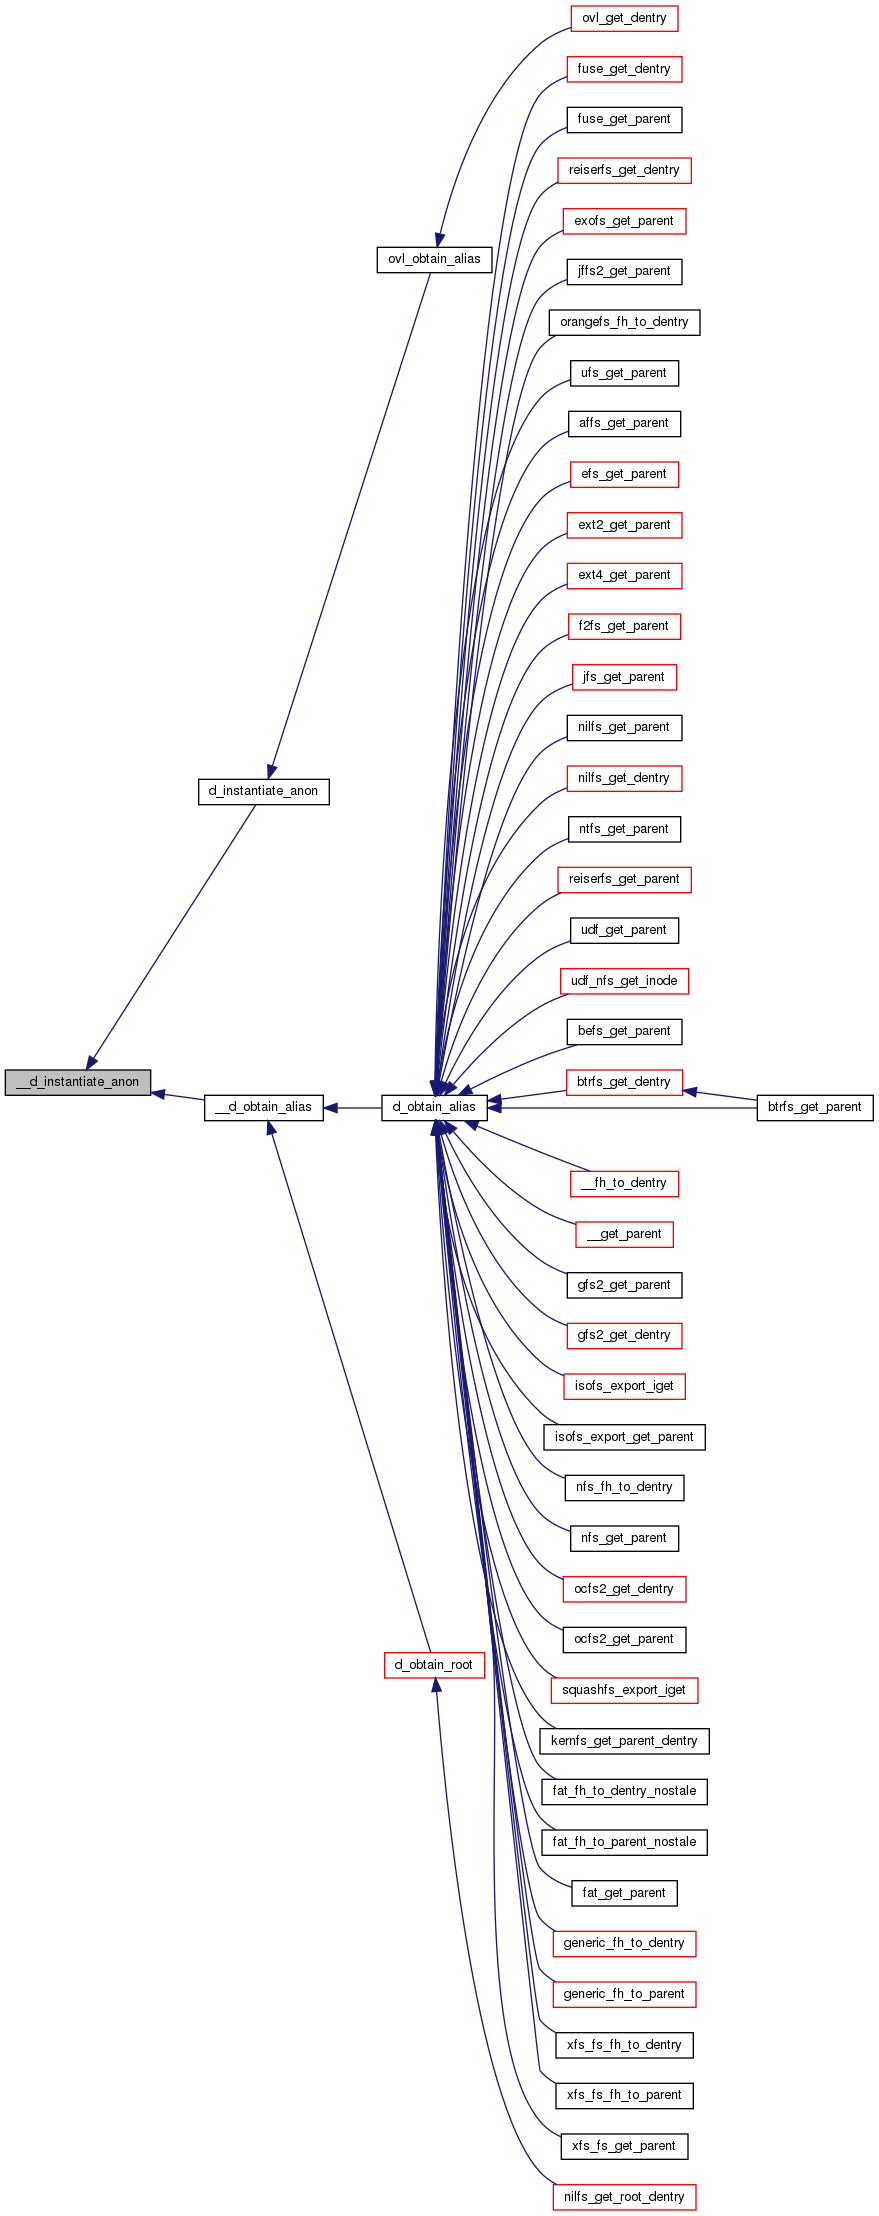 ovl_get_dentry
fuse_get_dentry
fuse_get_parent
reiserfs_get_dentry
exofs_get_parent
ovl_obtain_alias
jffs2_get_parent
orangefs_fh_to_dentry
ufs_get_parent
affs_get_parent
efs_get_parent
ext2_get_parent
ext4_get_parent
f2fs_get_parent
jfs_get_parent
nilfs_get_parent
d_instantiate_anon
nilfs_get_dentry
ntfs_get_parent
reiserfs_get_parent
udf_get_parent
udf_nfs_get_inode
befs_get_parent
__d_instantiate_anon
btrfs_get_dentry
__d_obtain_alias
d_obtain_alias
btrfs_get_parent
__fh_to_dentry
__get_parent
gfs2_get_parent
gfs2_get_dentry
isofs_export_iget
isofs_export_get_parent
nfs_fh_to_dentry
nfs_get_parent
ocfs2_get_dentry
ocfs2_get_parent
d_obtain_root
squashfs_export_iget
kernfs_get_parent_dentry
fat_fh_to_dentry_nostale
fat_fh_to_parent_nostale
fat_get_parent
generic_fh_to_dentry
generic_fh_to_parent
xfs_fs_fh_to_dentry
xfs_fs_fh_to_parent
xfs_fs_get_parent
nilfs_get_root_dentry